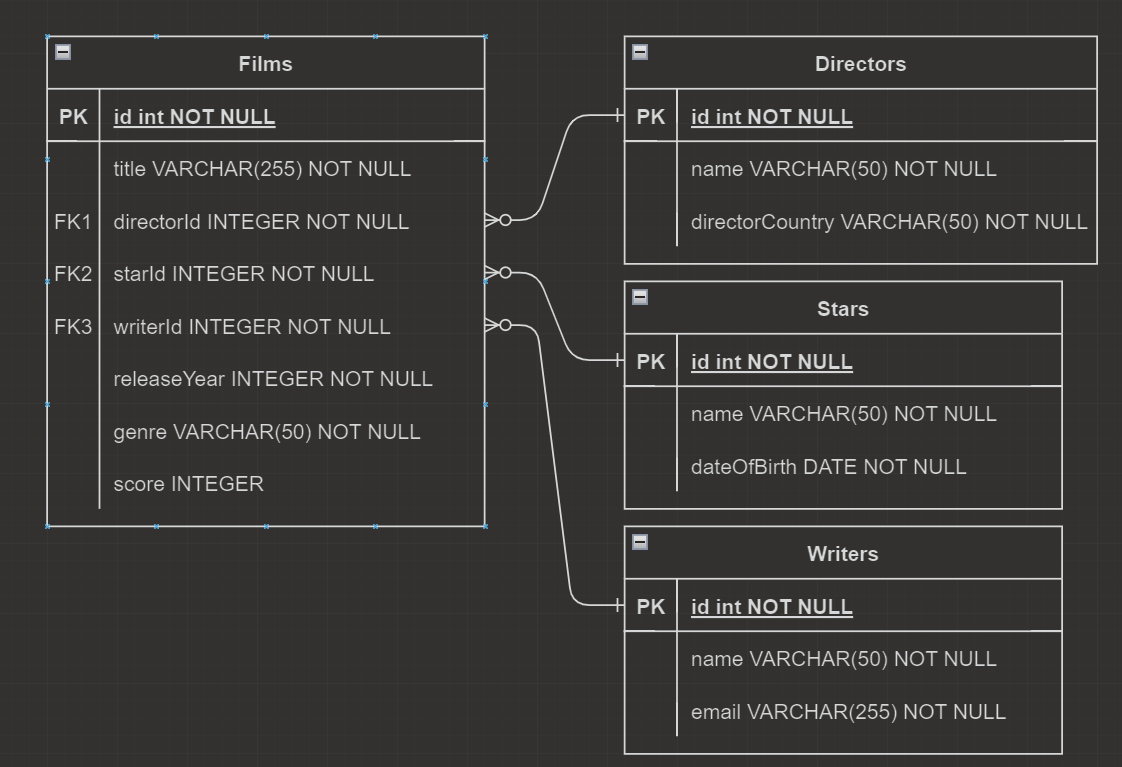 Films
PK id int NOT NULL
title VARCHAR(255) NOT NULL
FK1 directorId INTEGER NOT NULL
FK2 starId INTEGER NOT NULL
FK3 writerId INTEGER NOT NULL
releaseYear INTEGER NOT NULL
genre VARCHAR(50) NOT NULL
score INTEGER
Directors
PK id int NOT NULL
name VARCHAR(50) NOT NULL
directorCountry VARCHAR(50) NOT NULL
Stars
PK id int NOT NULL
name VARCHAR(50) NOT NULL
dateOfBirth DATE NOT NULL
Writers
PK id int NOT NULL
name VARCHAR(50) NOT NULL
email VARCHAR(255) NOT NULL